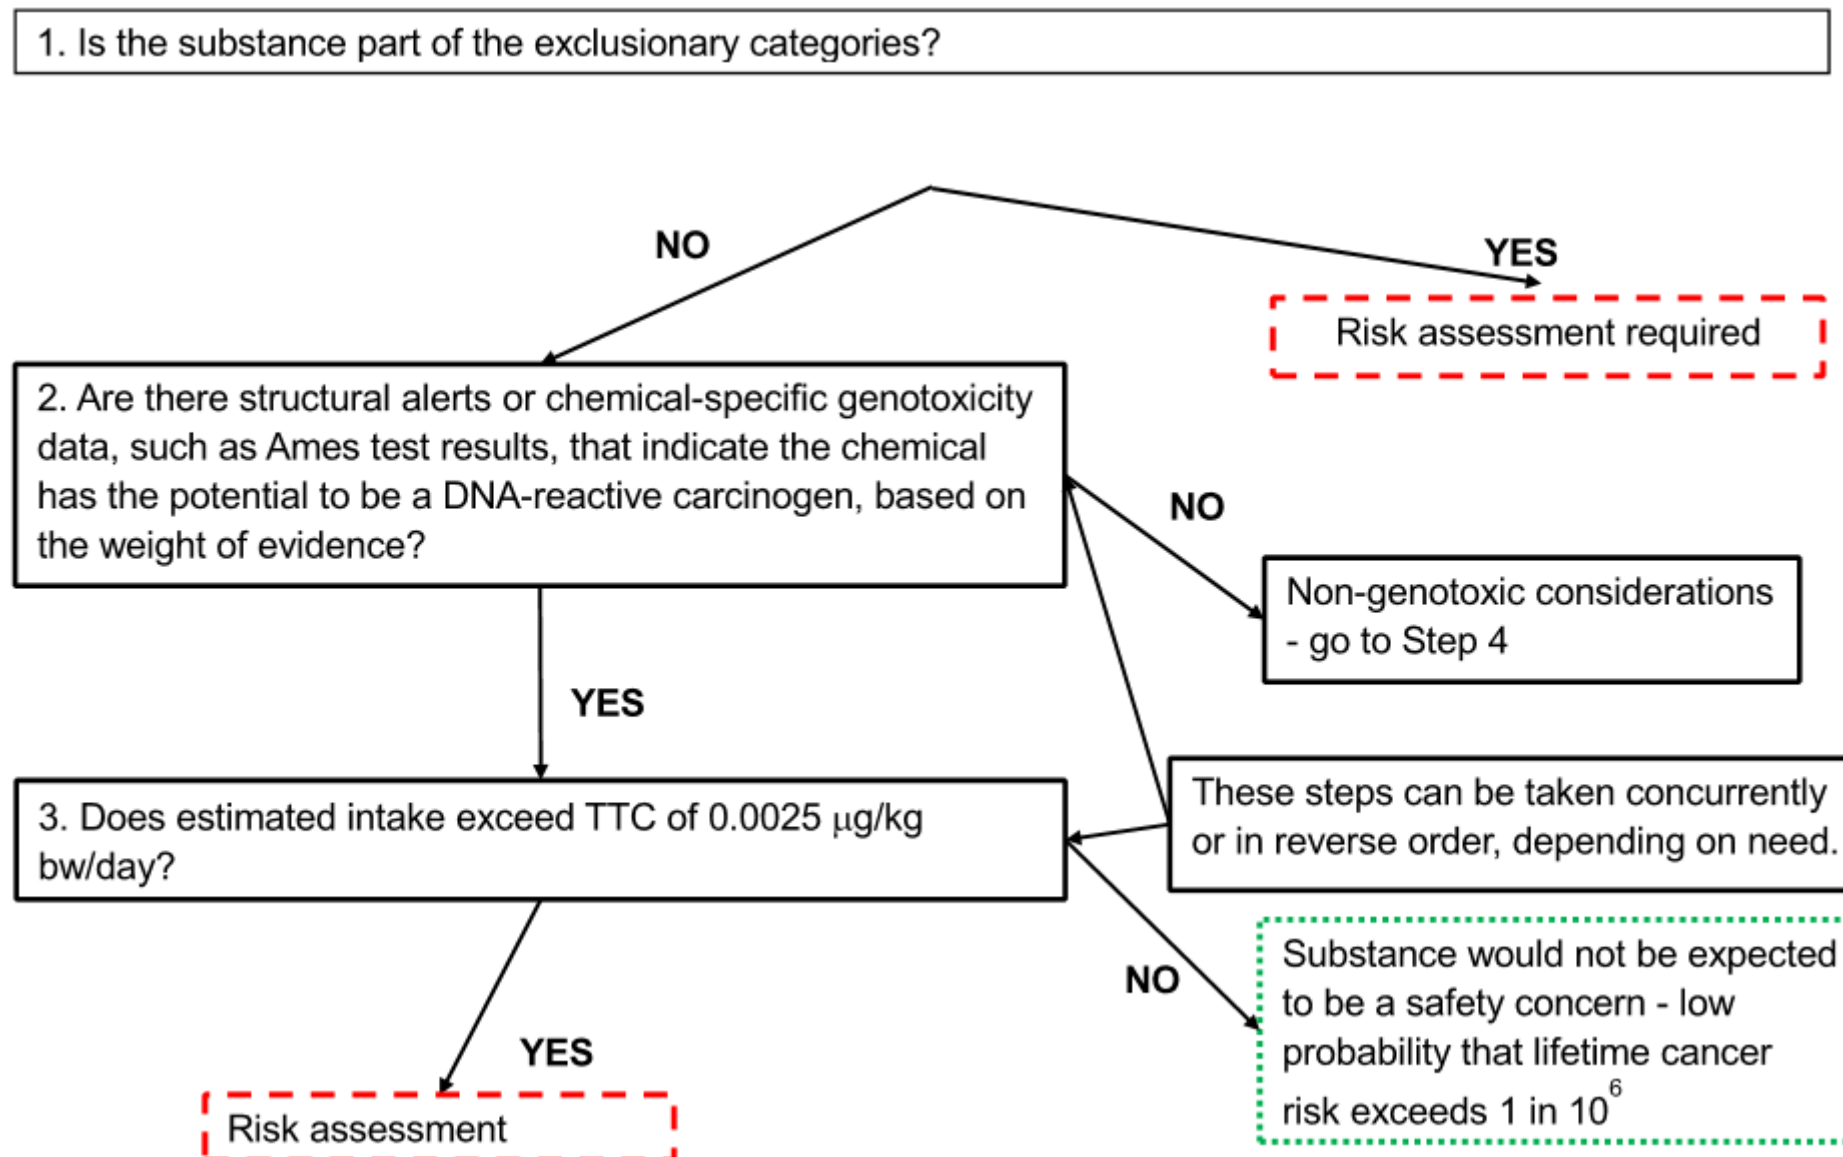 1. Is the substance part of the exclusionary categories?
NO
YES
Risk assessment required
2. Are there structural alerts or chemical-specific genotoxicity
data, such as Ames test results, that indicate the chemical
has the potential to be a DNA-reactive carcinogen, based on
the weight of evidence?
NO
Non-genotoxic considerations
- go to Step 4
YES
3. Does estimated intake exceed TTC of 0.0025 μg/kg
bw/day?
These steps can be taken concurrently
or in reverse order, depending on need.
NO
Substance would not be expected
to be a safety concern - low
probability that lifetime cancer
risk exceeds 1 in 10⁶
YES
Risk assessment